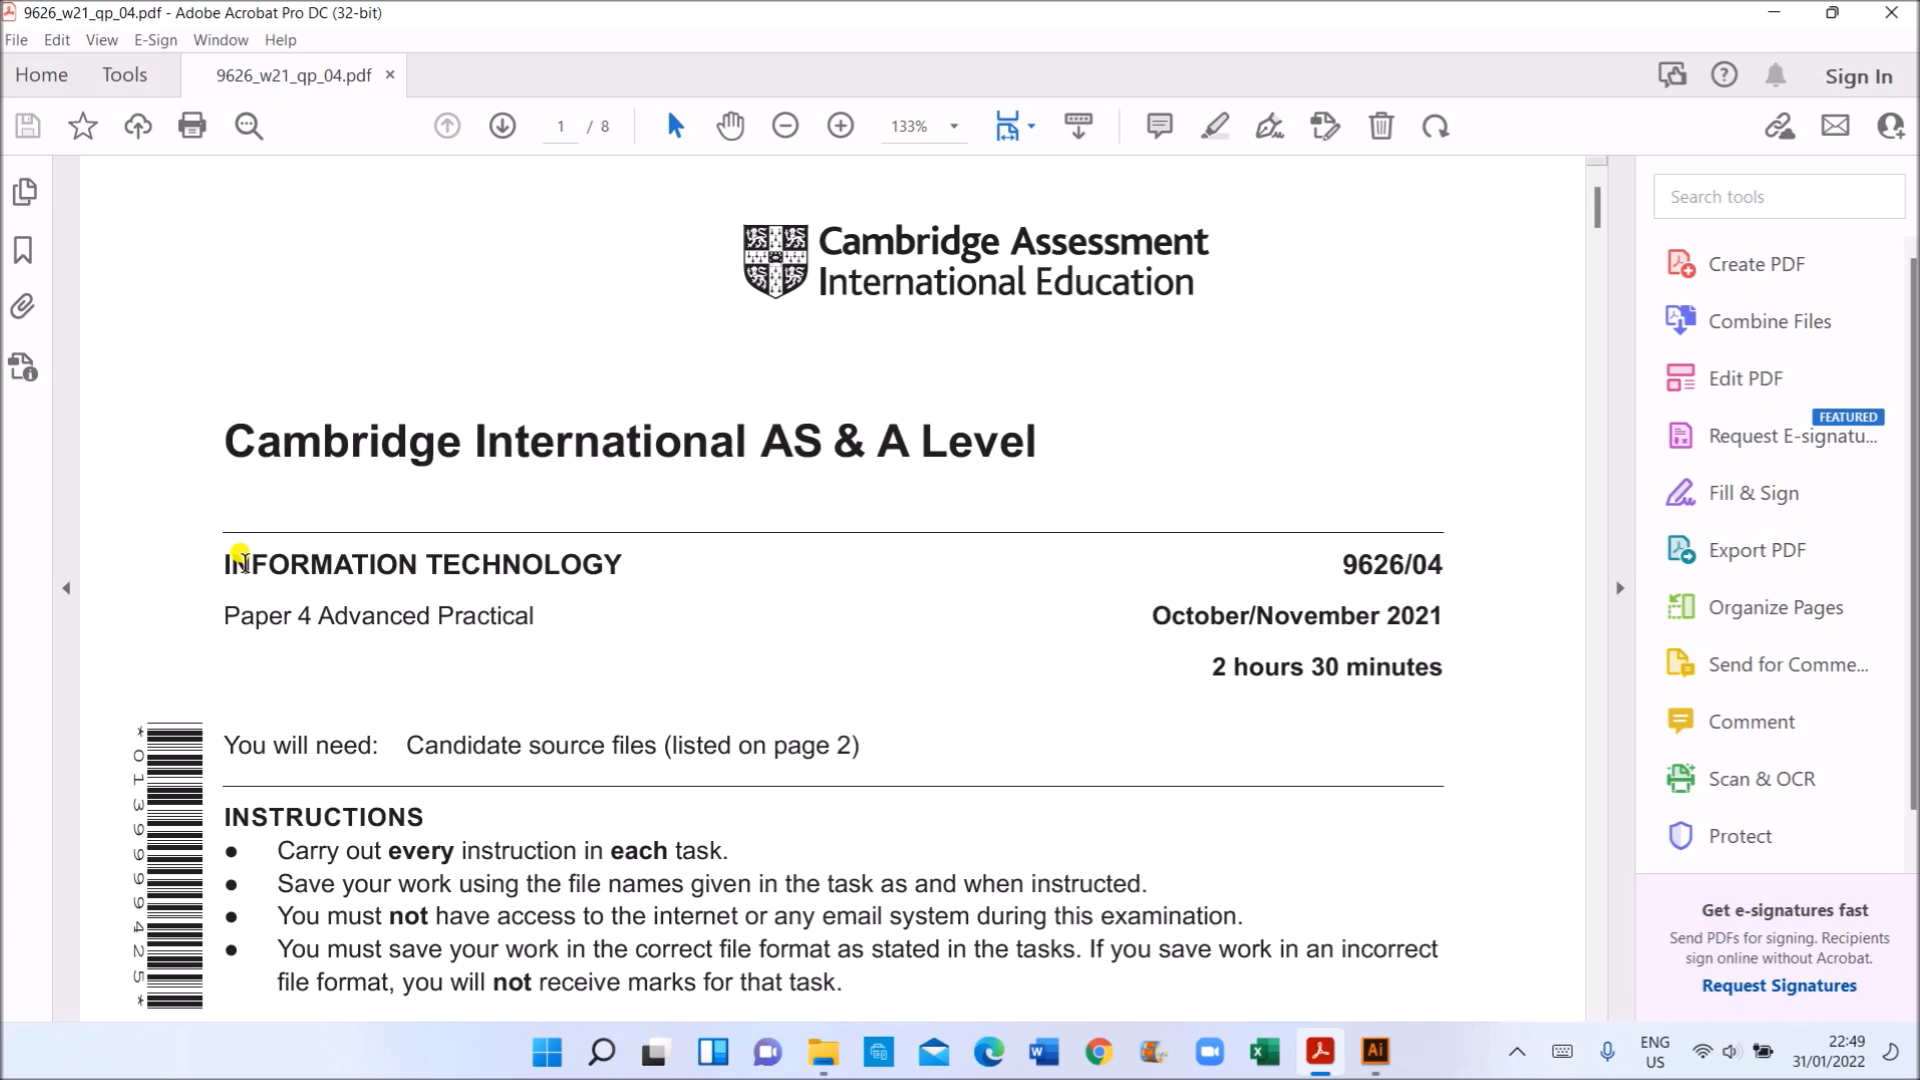 9626_w21_qp_04.pdf - Adobe Acrobat Pro DC (32-bit)
File Edit View E-Sign Window Help
Home Tools 9626_w21_qp_04.pdf × Sign In
1 / 8 133%
Search tools
Cambridge Assessment
International Education
Create PDF
Combine Files
Edit PDF
FEATURED
Request E-signatu...
Fill & Sign
Export PDF
Organize Pages
Send for Comme...
Comment
Scan & OCR
Protect
Cambridge International AS & A Level
INFORMATION TECHNOLOGY 9626/04
Paper 4 Advanced Practical October/November 2021
2 hours 30 minutes
You will need: Candidate source files (listed on page 2)
INSTRUCTIONS
● Carry out every instruction in each task.
● Save your work using the file names given in the task as and when instructed.
● You must not have access to the internet or any email system during this examination.
● You must save your work in the correct file format as stated in the tasks. If you save work in an incorrect
file format, you will not receive marks for that task.
*0139994425*
Get e-signatures fast
Send PDFs for signing. Recipients
sign online without Acrobat.
Request Signatures
Ai
ENG
US
22:49
31/01/2022